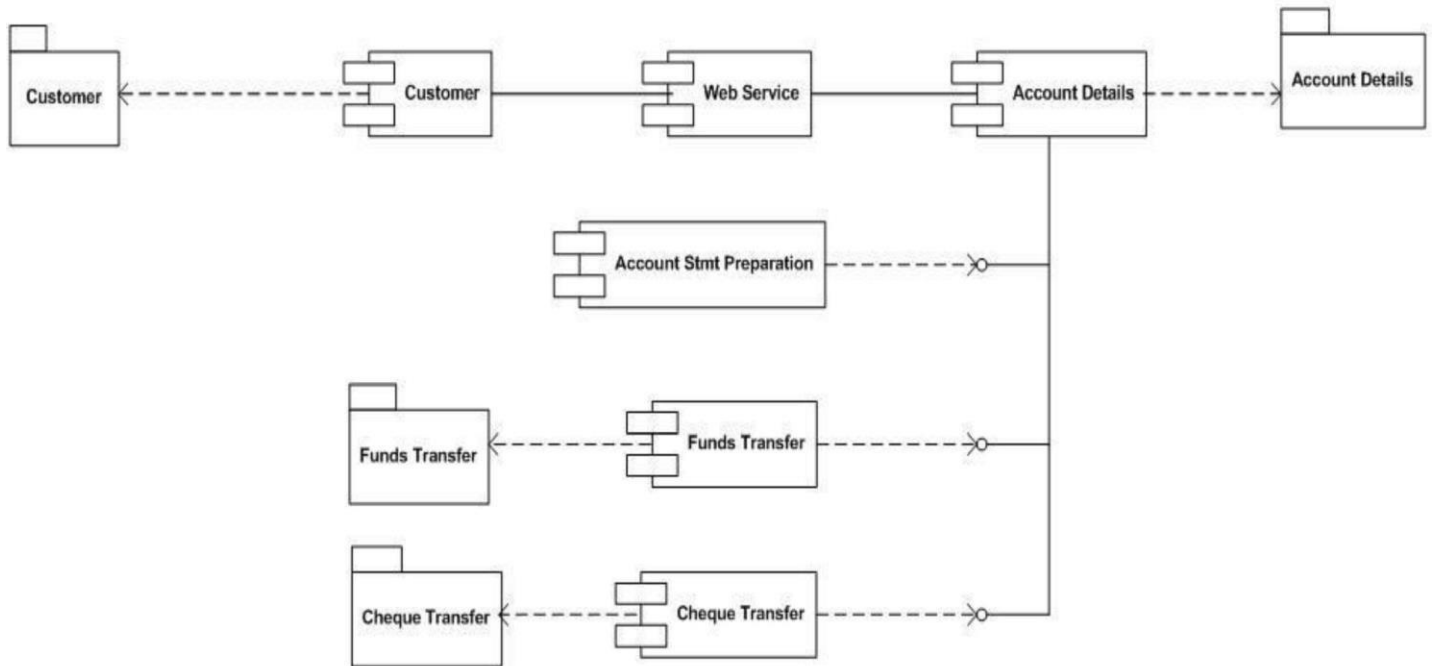 Customer
Customer
Web Service
Account Details
Account Details
Account Stmt Preparation
Funds Transfer
Funds Transfer
Cheque Transfer
Cheque Transfer